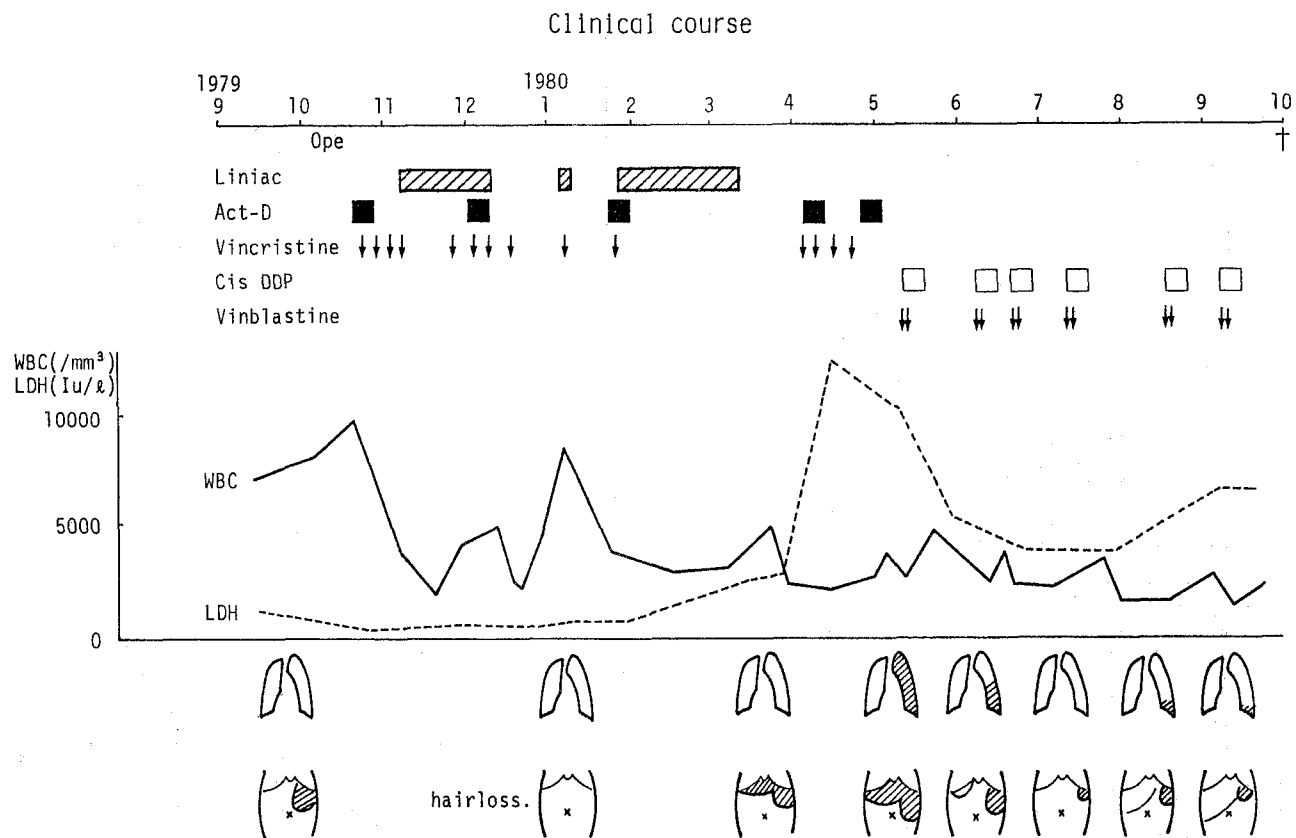 Clinical course
1979 1980
9 10 11 12 1 2 3 4 5 6 7 8 9 10
Ope †
Liniac
Act-D
Vincristine
Cis DDP
Vinblastine
WBC(/mm³)
LDH(Iu/ℓ)
10000
WBC
5000
LDH
0
hairloss.
x x x x x x x x